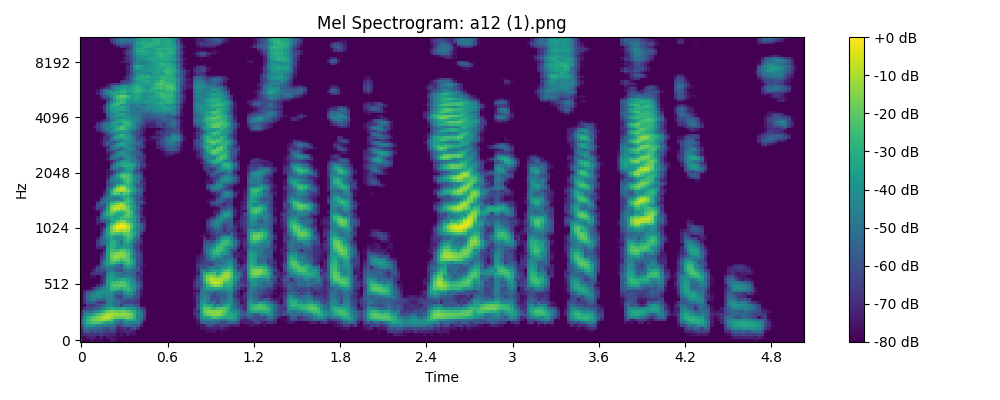 Mel Spectrogram: a12 (1).png
+0 dB
8192
-10 dB
4096
-20 dB
-30 dB
Hz
2048
-40 dB
1024
-50 dB
-60 dB
512
-70 dB
0
-80 dB
0 0.6 1.2 1.8 2.4 3 3.6 4.2 4.8
Time